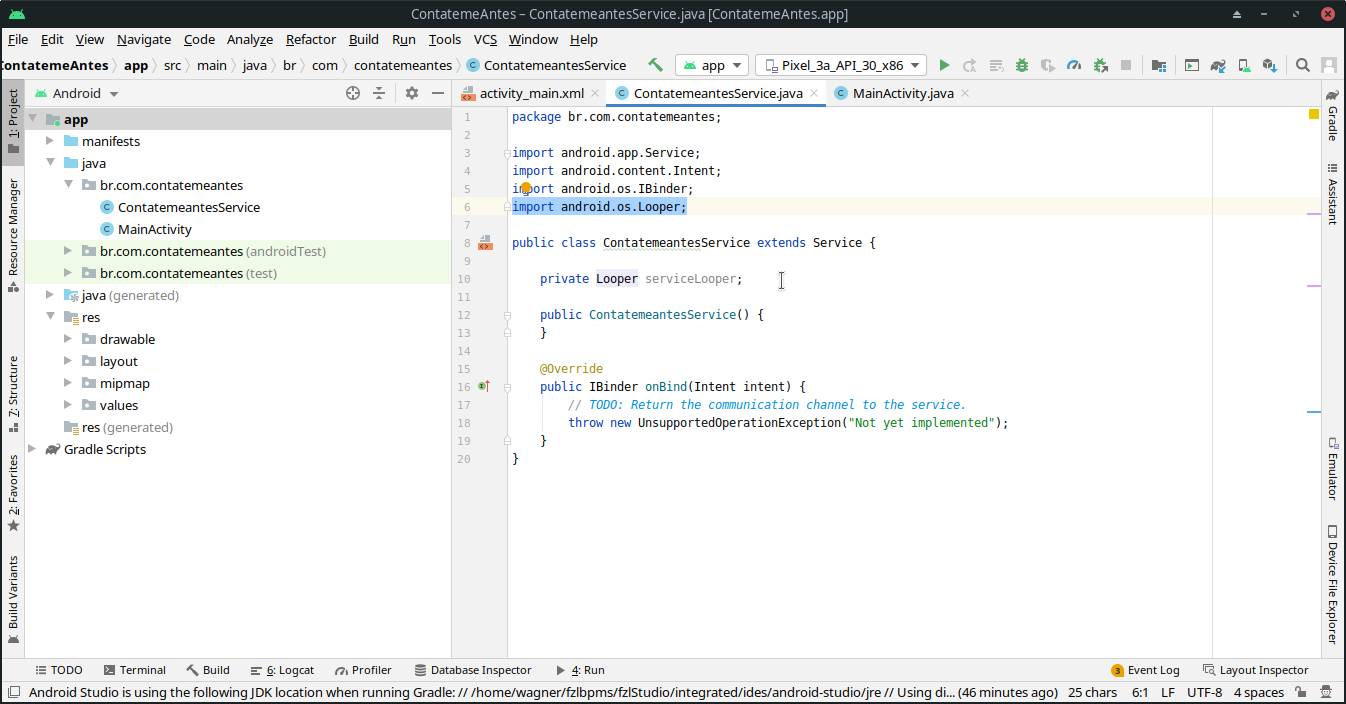 ContatemeAntes – ContatemeantesService.java [ContatemeAntes.app]
File Edit View Navigate Code Analyze Refactor Build Run Tools VCS Window Help
ContatemeAntes app src main java br com contatemeantes C ContatemeantesService app Pixel_3a_API_30_x86
Android
activity_main.xml
C ContatemeantesService.java
C MainActivity.java
1: Project
Resource Manager
Z: Structure
2: Favorites
Build Variants
app
manifests
java
br.com.contatemeantes
C ContatemeantesService
C MainActivity
br.com.contatemeantes (androidTest)
br.com.contatemeantes (test)
java (generated)
res
drawable
layout
mipmap
values
res (generated)
Gradle Scripts
1 package br.com.contatemeantes;
2
3 import android.app.Service;
4 import android.content.Intent;
5 import android.os.IBinder;
6 import android.os.Looper;
7
8 public class ContatemeantesService extends Service {
9
10 private Looper serviceLooper;
11
12 public ContatemeantesService() {
13 }
14
15 @Override
16 public IBinder onBind(Intent intent) {
17 // TODO: Return the communication channel to the service.
18 throw new UnsupportedOperationException("Not yet implemented");
19 }
20 }
Gradle
Assistant
Emulator
Device File Explorer
TODO Terminal Build 6: Logcat Profiler Database Inspector 4: Run 3 Event Log Layout Inspector
Android Studio is using the following JDK location when running Gradle: // /home/wagner/fzlbpms/fzlStudio/integrated/ides/android-studio/jre // Using di... (46 minutes ago) 25 chars 6:1 LF UTF-8 4 spaces